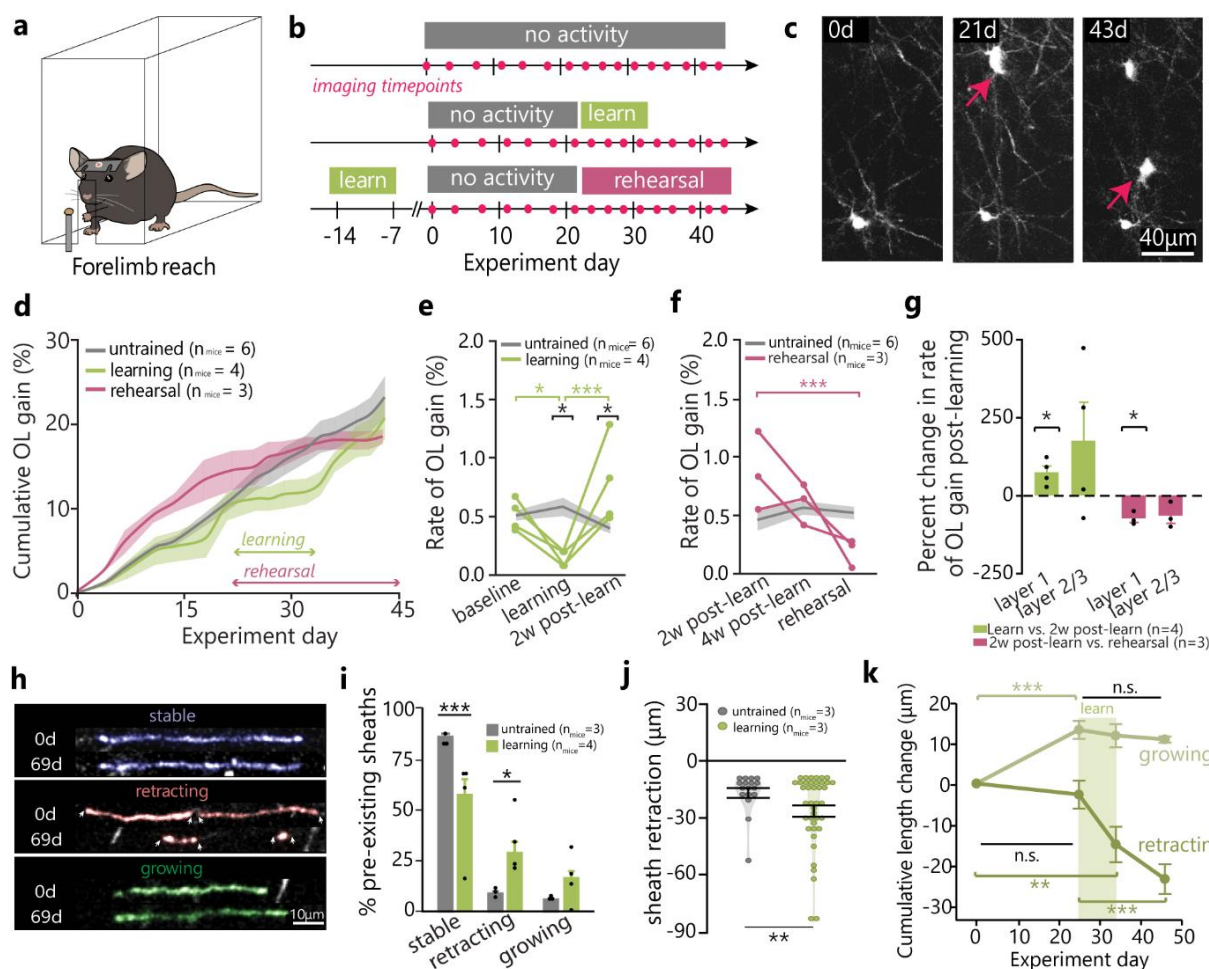 a
Forelimb reach
b
no activity
imaging timepoints
no activity
learn
learn
no activity
rehearsal
-14
-7
0
10
20
30
40
Experiment day
c
0d
21d
43d
40µm
d
Cumulative OL gain (%)
30
20
10
0
untrained (n mice = 6)
learning (n mice = 4)
rehearsal (n mice = 3)
learning
rehearsal
0
15
30
45
Experiment day
e
Rate of OL gain (%)
2.0
1.5
1.0
0.5
0.0
untrained (n mice = 6)
learning (n mice = 4)
*
***
*
*
baseline
learning
2w post-learn
f
Rate of OL gain (%)
2.0
1.5
1.0
0.5
0.0
untrained (n mice = 6)
rehearsal (n mice =3)
***
2w post-learn
4w post-learn
rehearsal
g
Percent change in rate
of OL gain post-learning
500
250
0
-250
*
*
layer 1
layer 2/3
layer 1
layer 2/3
Learn vs. 2w post-learn (n=4)
2w post-learn vs. rehearsal (n=3)
h
stable
0d
69d
retracting
0d
69d
growing
0d
69d
10µm
i
% pre-existing sheaths
100
75
50
25
0
***
untrained (n mice =3)
learning (n mice =4)
*
stable
retracting
growing
j
sheath retraction (µm)
30
0
-30
-60
-90
untrained (n mice =3)
learning (n mice =3)
**
k
Cumulative length change (µm)
20
10
0
-10
-20
-30
***
n.s.
learn
growing
n.s.
retracting
**
***
0
10
20
30
40
50
Experiment day